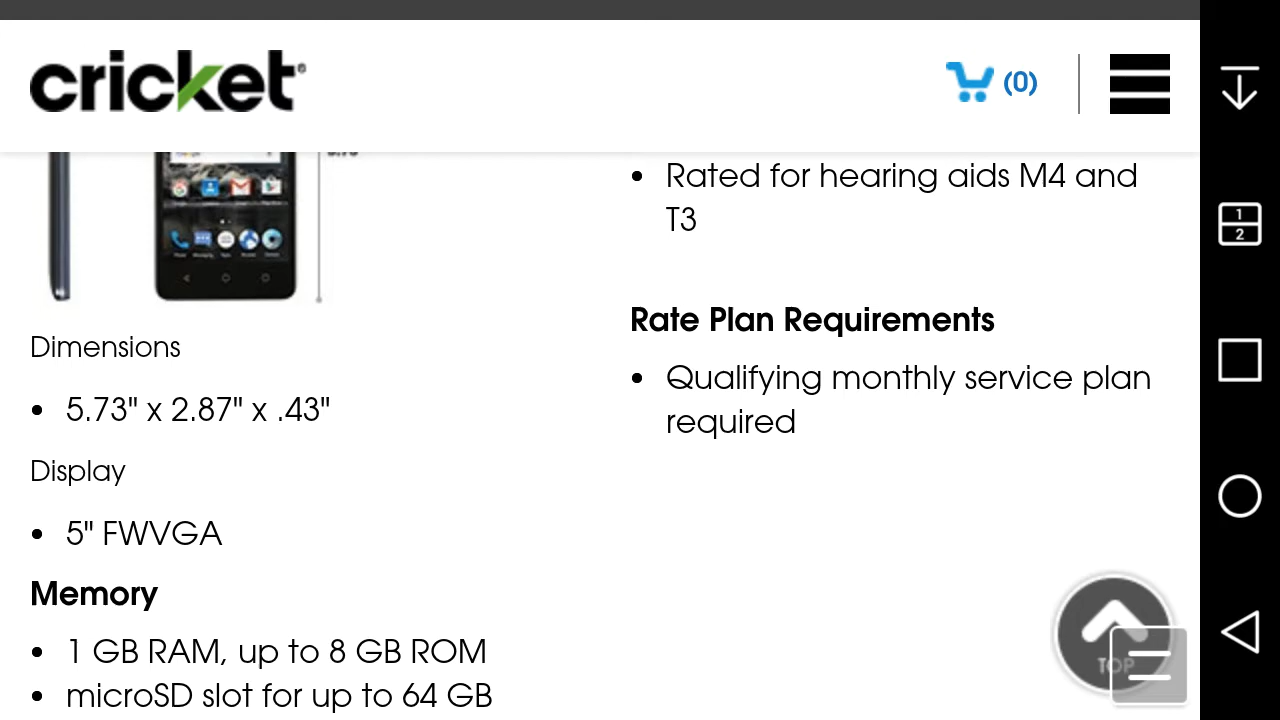 cricket
(0)
Rated for hearing aids M4 and
T3
Rate Plan Requirements
Qualifying monthly service plan
required
Dimensions
5.73" x 2.87" x .43"
Display
5" FWVGA
Memory
1 GB RAM, up to 8 GB ROM
microSD slot for up to 64 GB
TOP
1
2